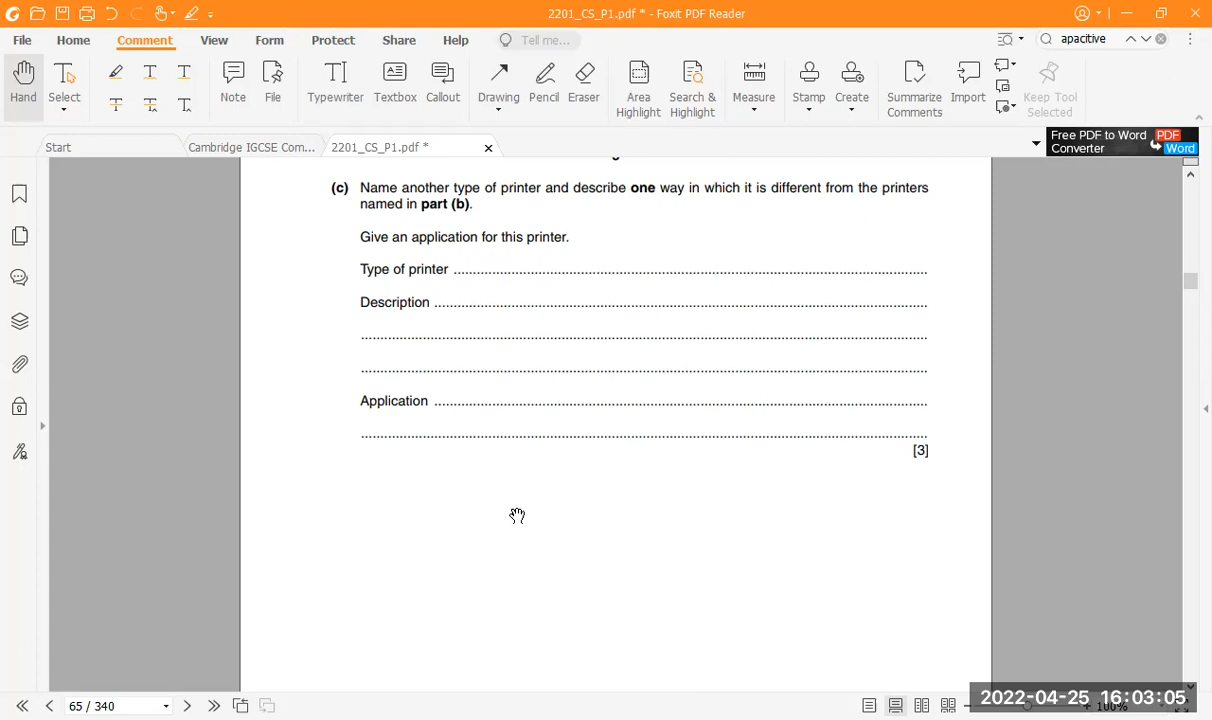 2201_CS_P1.pdf * - Foxit PDF Reader
File Home Comment View Form Protect Share Help Tell me... apacitive
Hand Select Note File Typewriter Textbox Callout Drawing Pencil Eraser Area Highlight Search & Highlight Measure Stamp Create Summarize Comments Import Keep Tool Selected
Start Cambridge IGCSE Com... 2201_CS_P1.pdf * Free PDF to Word Converter PDF Word
(c) Name another type of printer and describe one way in which it is different from the printers
named in part (b).
Give an application for this printer.
Type of printer
Description
Application
[3]
65 / 340
2022-04-25 16:03:05
100%